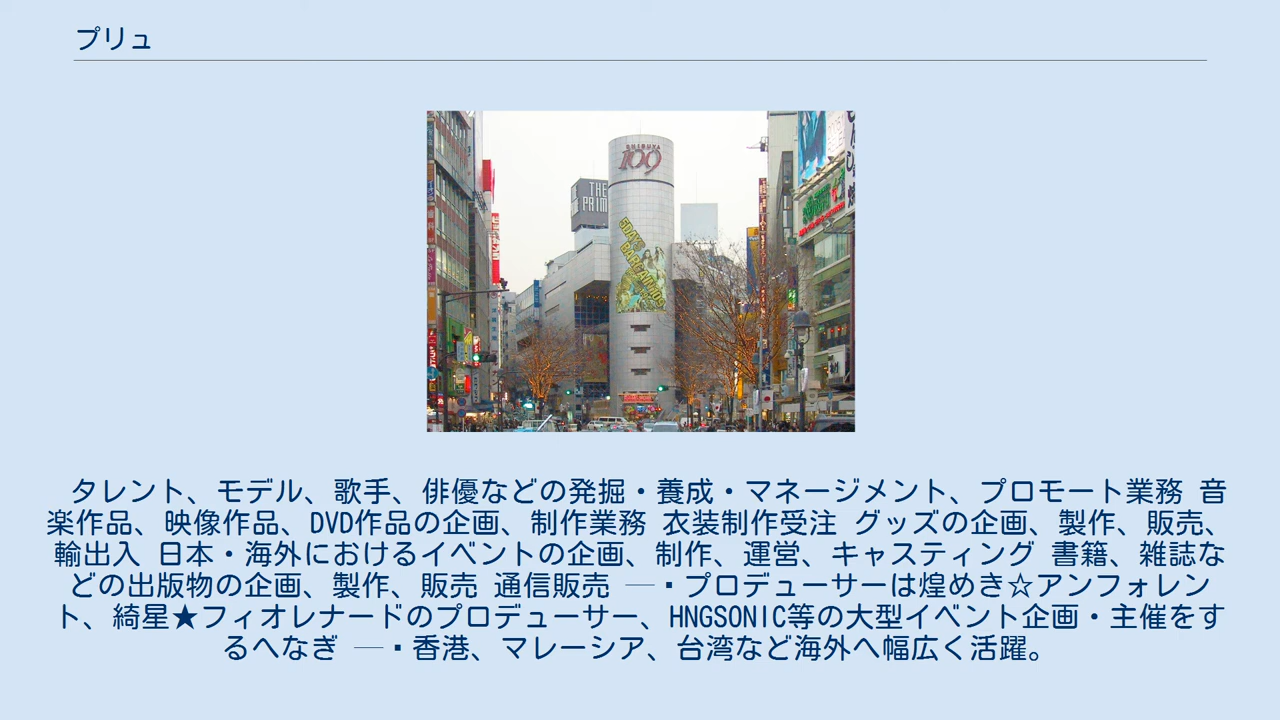 プリュ
SHIBUYA
109
THE
PRIM
5DAYS
タレント、モデル、歌手、俳優などの発掘・養成・マネージメント、プロモート業務 音
楽作品、映像作品、DVD作品の企画、制作業務 衣装制作受注 グッズの企画、製作、販売、
輸出入 日本・海外におけるイベントの企画、制作、運営、キャスティング 書籍、雑誌な
どの出版物の企画、製作、販売 通信販売 ─▪プロデューサーは煌めき☆アンフォレン
ト、綺星★フィオレナードのプロデューサー、HNGSONIC等の大型イベント企画・主催をす
るへなぎ ─▪香港、マレーシア、台湾など海外へ幅広く活躍。